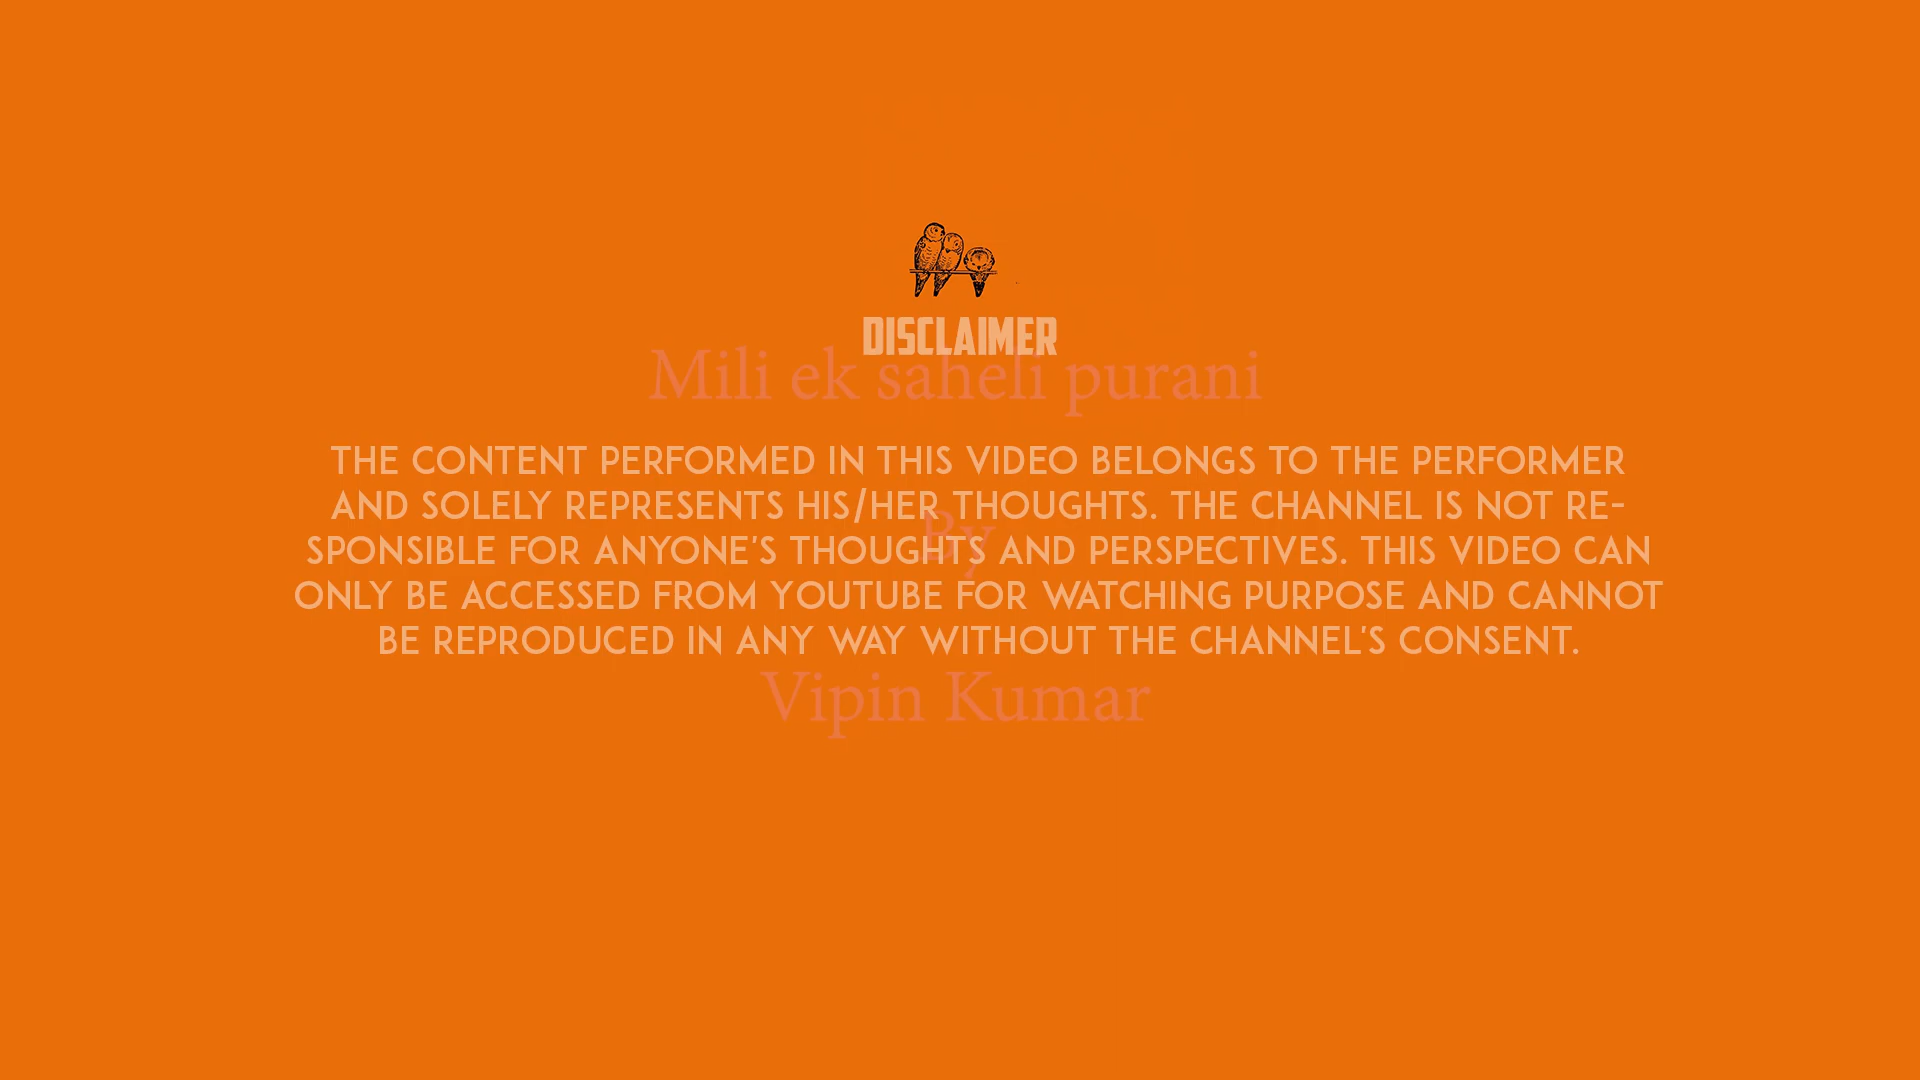 DISCLAIMER
Mili ek saheli purani
THE CONTENT PERFORMED IN THIS VIDEO BELONGS TO THE PERFORMER
AND SOLELY REPRESENTS HIS/HER THOUGHTS. THE CHANNEL IS NOT RE-
By
SPONSIBLE FOR ANYONE'S THOUGHTS AND PERSPECTIVES. THIS VIDEO CAN
ONLY BE ACCESSED FROM YOUTUBE FOR WATCHING PURPOSE AND CANNOT
BE REPRODUCED IN ANY WAY WITHOUT THE CHANNEL'S CONSENT.
Vipin Kumar